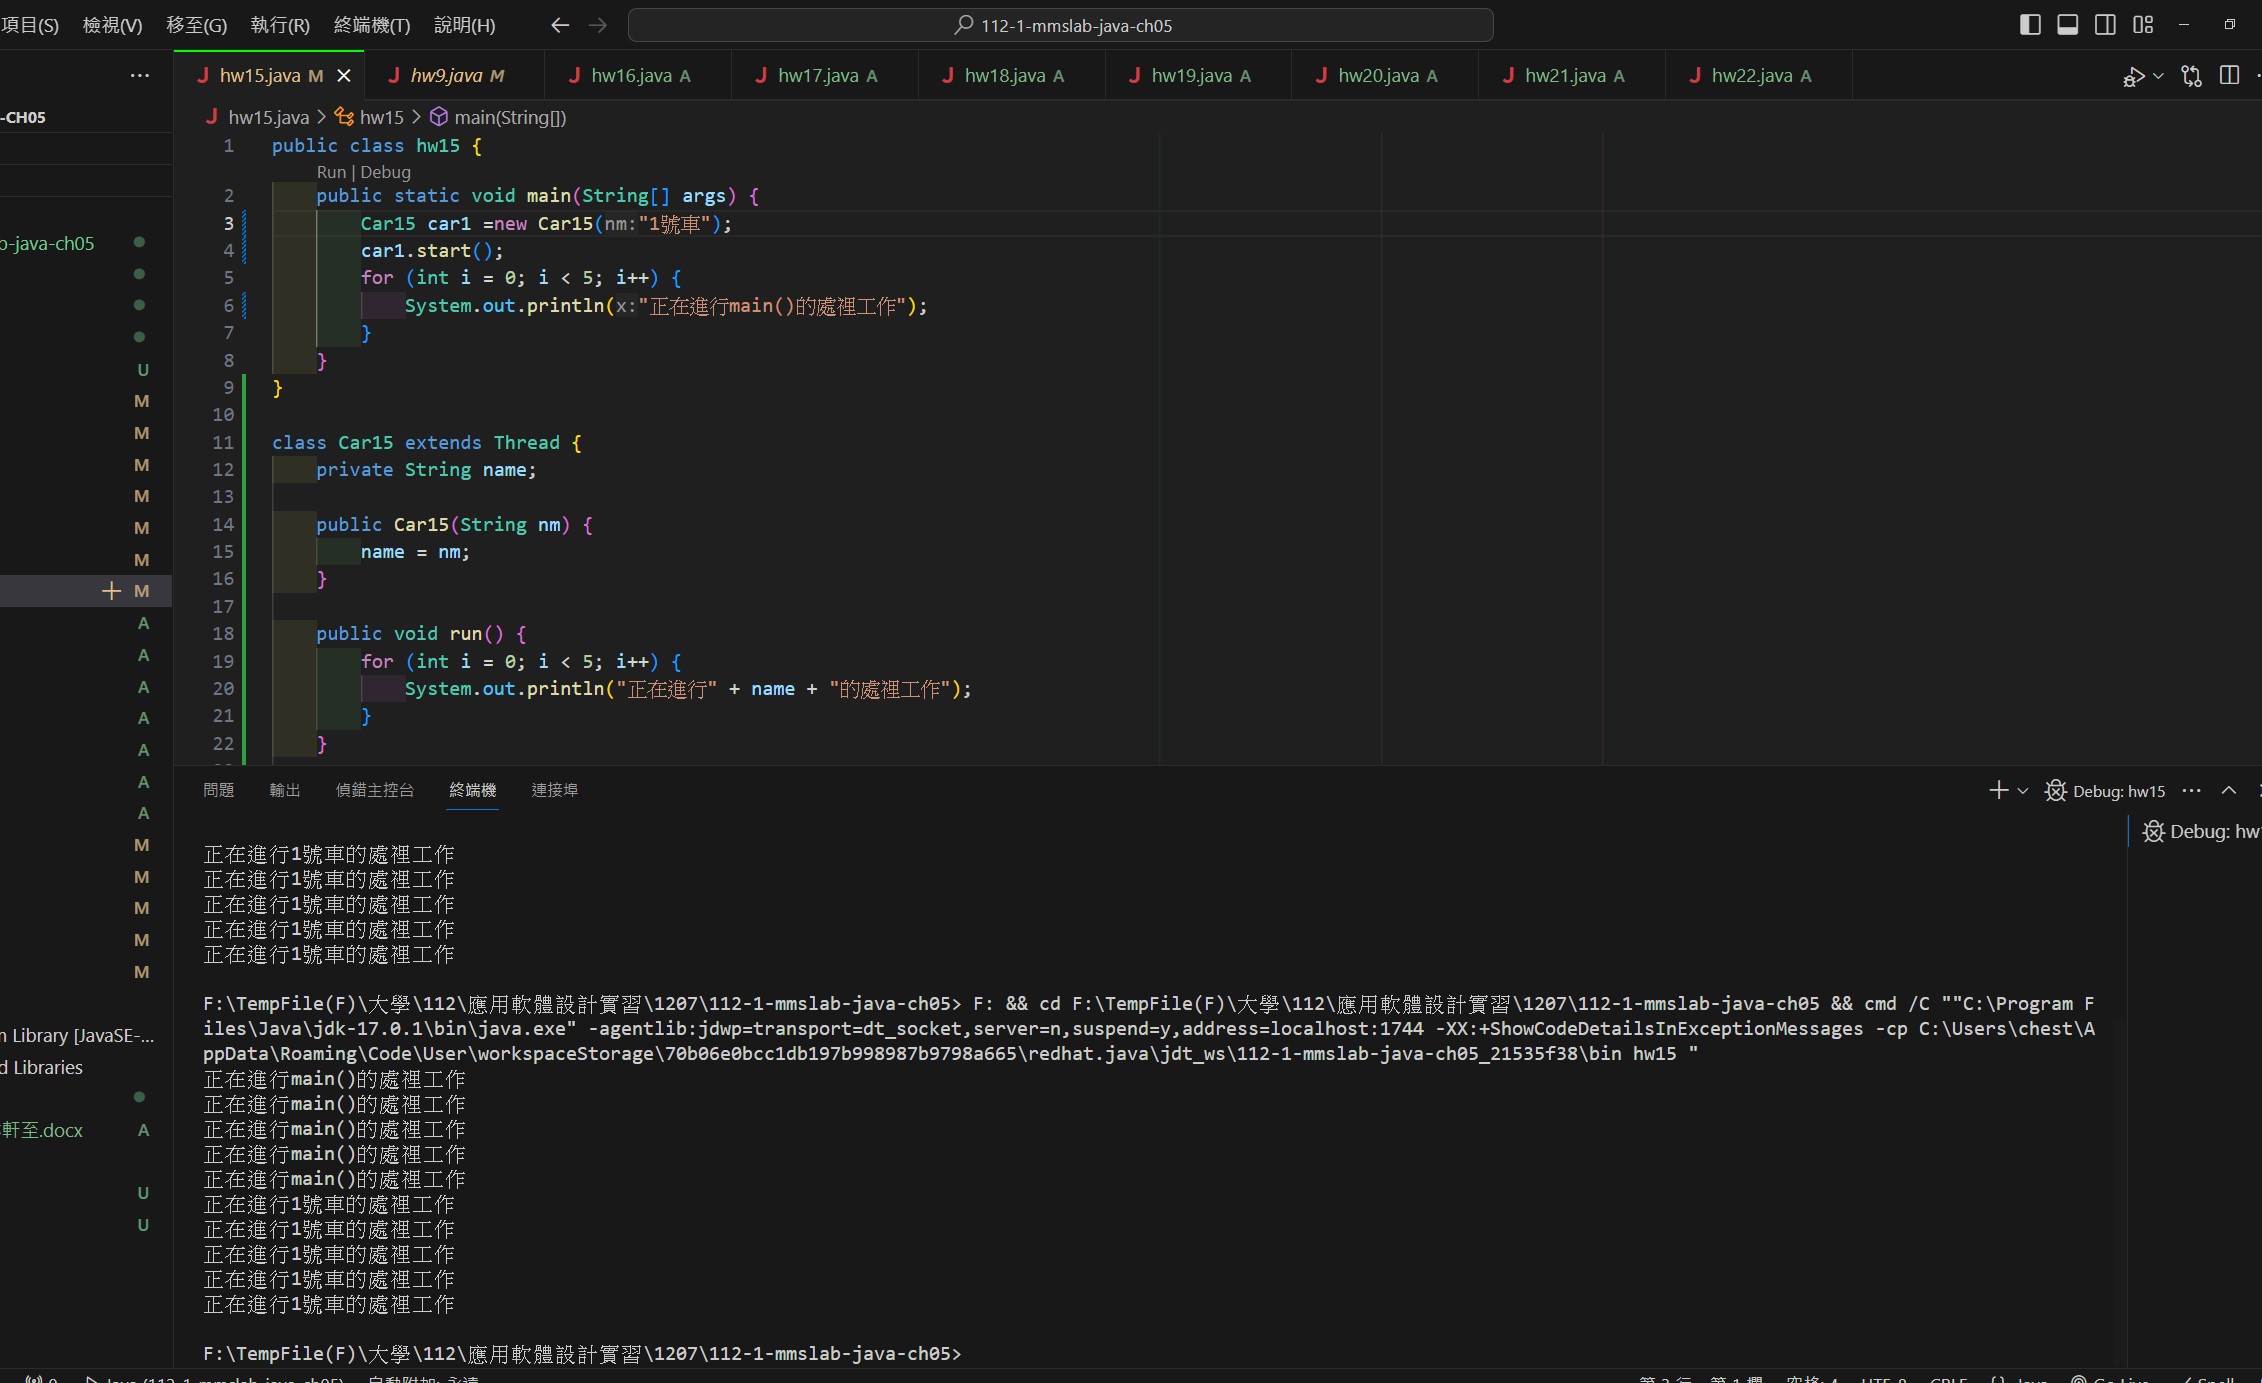 項目(S) 檢視(V) 移至(G) 執行(R) 終端機(T) 說明(H) 112-1-mmslab-java-ch05
hw15.java M hw9.java M hw16.java A hw17.java A hw18.java A hw19.java A hw20.java A hw21.java A hw22.java A
-CH05
hw15.java > hw15 > main(String[])
1 public class hw15 {
Run | Debug
2 public static void main(String[] args) {
3 Car15 car1 =new Car15(nm:"1號車");
b-java-ch05
4 car1.start();
5 for (int i = 0; i < 5; i++) {
6 System.out.println(x:"正在進行main()的處裡工作");
7 }
8 }
U
9 }
M
10
11 class Car15 extends Thread {
M
12 private String name;
M
13
M
14 public Car15(String nm) {
M
15 name = nm;
M
16 }
M
17
A
18 public void run() {
19 for (int i = 0; i < 5; i++) {
A
20 System.out.println("正在進行" + name + "的處裡工作");
A
21 }
A
22 }
A
A
問題 輸出 偵錯主控台 終端機 連接埠 Debug: hw15
A
Debug: hw
M
正在進行1號車的處裡工作
M
正在進行1號車的處裡工作
M
正在進行1號車的處裡工作
正在進行1號車的處裡工作
M
正在進行1號車的處裡工作
M
F:\TempFile(F)\大學\112\應用軟體設計實習\1207\112-1-mmslab-java-ch05> F: && cd F:\TempFile(F)\大學\112\應用軟體設計實習\1207\112-1-mmslab-java-ch05 && cmd /C ""C:\Program F
iles\Java\jdk-17.0.1\bin\java.exe" -agentlib:jdwp=transport=dt_socket,server=n,suspend=y,address=localhost:1744 -XX:+ShowCodeDetailsInExceptionMessages -cp C:\Users\chest\A
m Library [JavaSE-...
ppData\Roaming\Code\User\workspaceStorage\70b06e0bcc1db197b998987b9798a665\redhat.java\jdt_ws\112-1-mmslab-java-ch05_21535f38\bin hw15 "
d Libraries
正在進行main()的處裡工作
正在進行main()的處裡工作
正在進行main()的處裡工作
軒至.docx A
正在進行main()的處裡工作
正在進行main()的處裡工作
U
正在進行1號車的處裡工作
U
正在進行1號車的處裡工作
正在進行1號車的處裡工作
正在進行1號車的處裡工作
正在進行1號車的處裡工作
F:\TempFile(F)\大學\112\應用軟體設計實習\1207\112-1-mmslab-java-ch05>